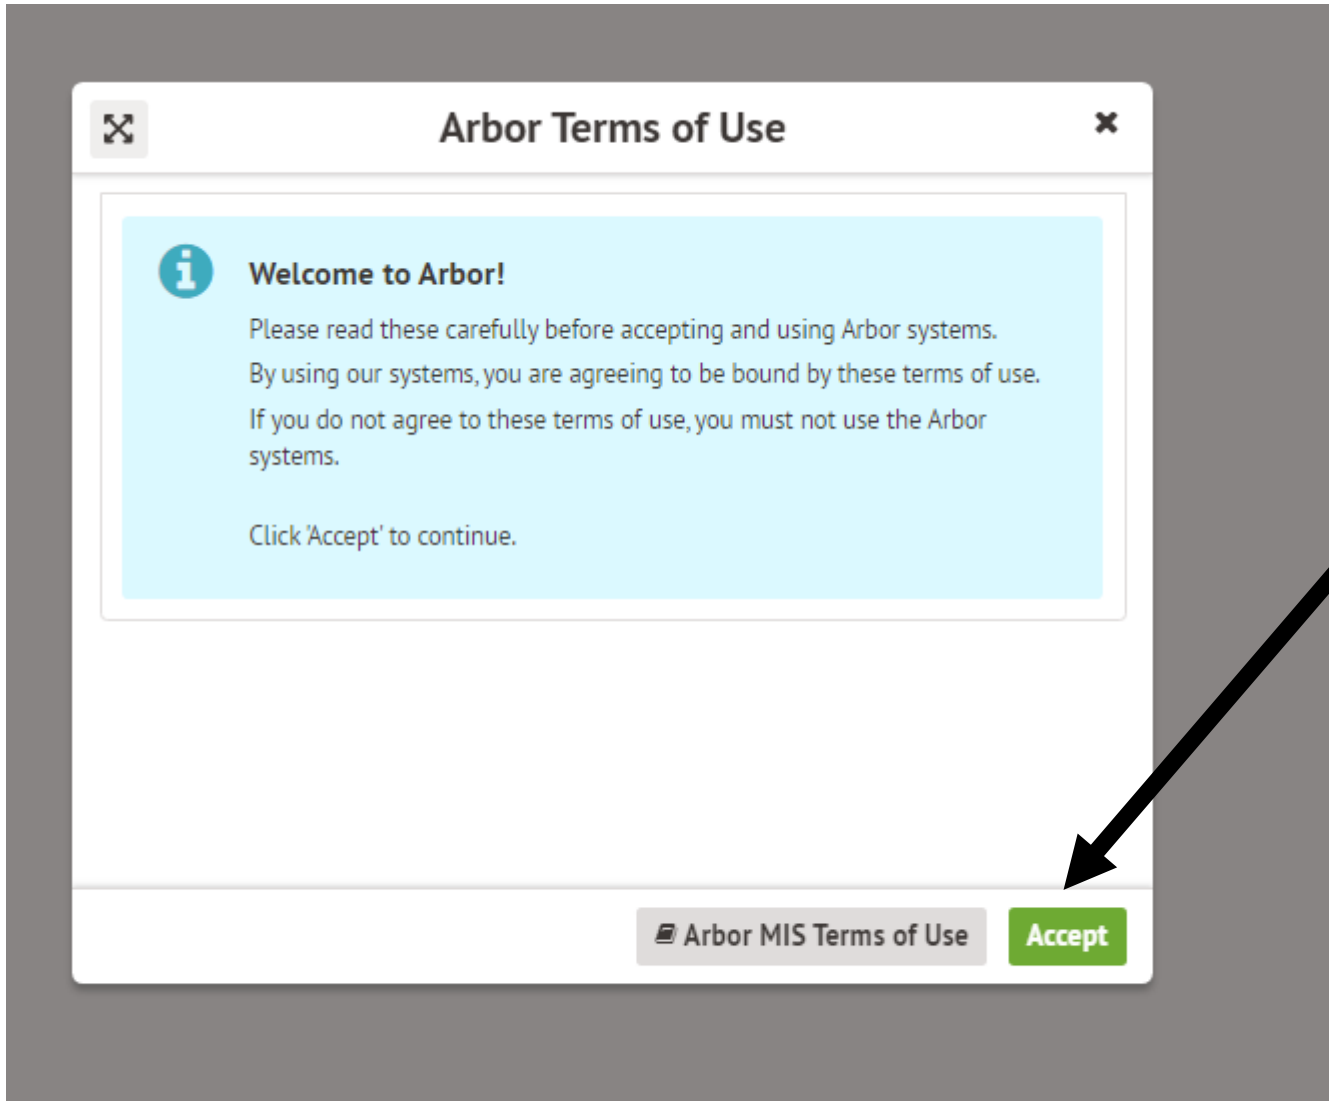 Arbor Terms of Use
Welcome to Arbor!
Please read these carefully before accepting and using Arbor systems.
By using our systems, you are agreeing to be bound by these terms of use.
If you do not agree to these terms of use, you must not use the Arbor
systems.
Click 'Accept' to continue.
Arbor MIS Terms of Use
Accept